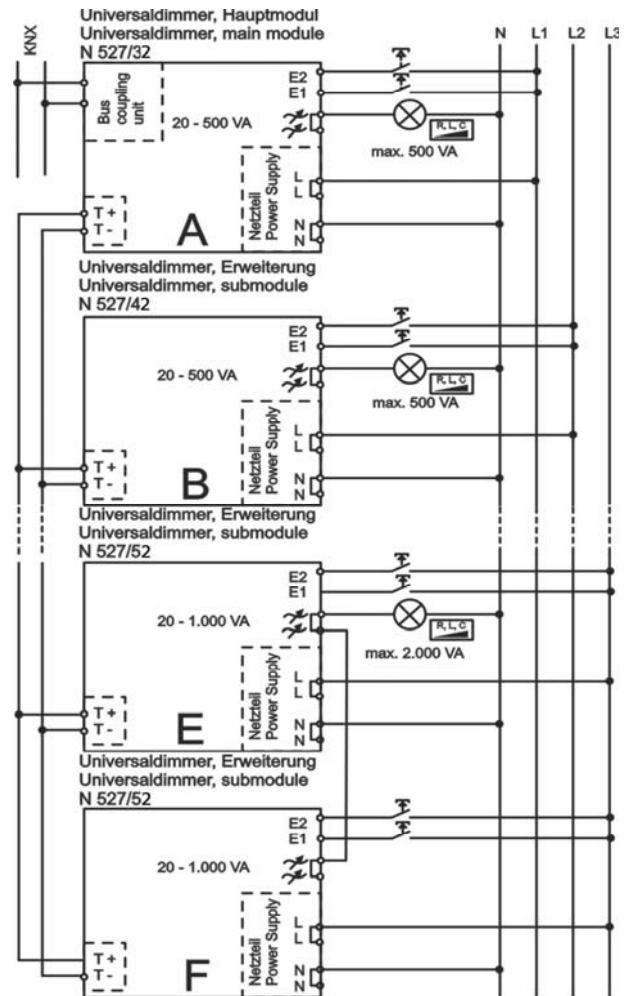 Universaldimmer, Hauptmodul
Universaldimmer, main module
N 527/32
KNX
N L1 L2 L3
Bus coupling unit
E2
E1
20 - 500 VA
R, L, C
max. 500 VA
Netzteil
Power Supply
L
L
N
N
T +
T -
A
Universaldimmer, Erweiterung
Universaldimmer, submodule
N 527/42
E2
E1
20 - 500 VA
R, L, C
max. 500 VA
Netzteil
Power Supply
L
L
N
N
T +
T -
B
Universaldimmer, Erweiterung
Universaldimmer, submodule
N 527/52
E2
E1
20 - 1.000 VA
R, L, C
max. 2.000 VA
Netzteil
Power Supply
L
L
N
N
T +
T -
E
Universaldimmer, Erweiterung
Universaldimmer, submodule
N 527/52
E2
E1
20 - 1.000 VA
Netzteil
Power Supply
L
L
N
N
T +
T -
F